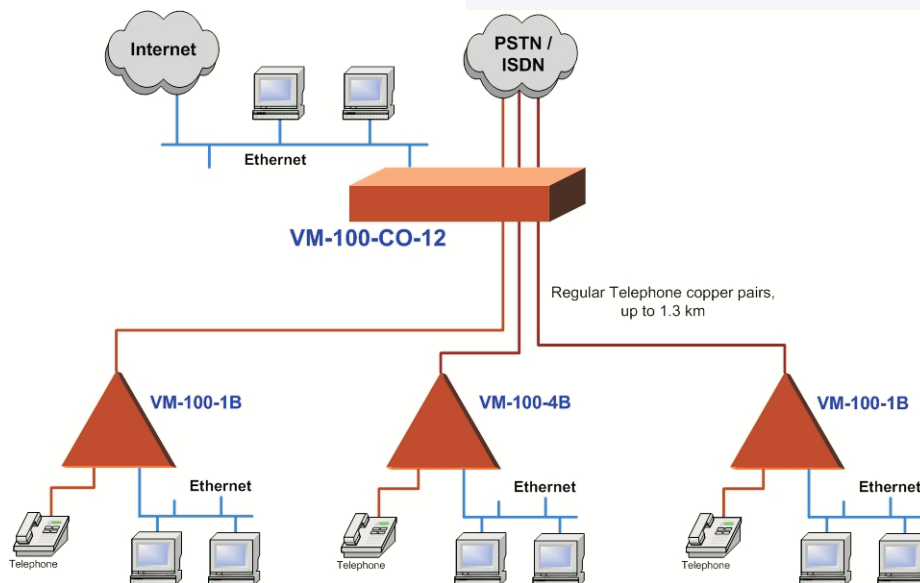 Internet
PSTN /
ISDN
Ethernet
VM-100-CO-12
Regular Telephone copper pairs,
up to 1.3 km
VM-100-1B
VM-100-4B
VM-100-1B
Ethernet
Ethernet
Ethernet
Telephone
Telephone
Telephone